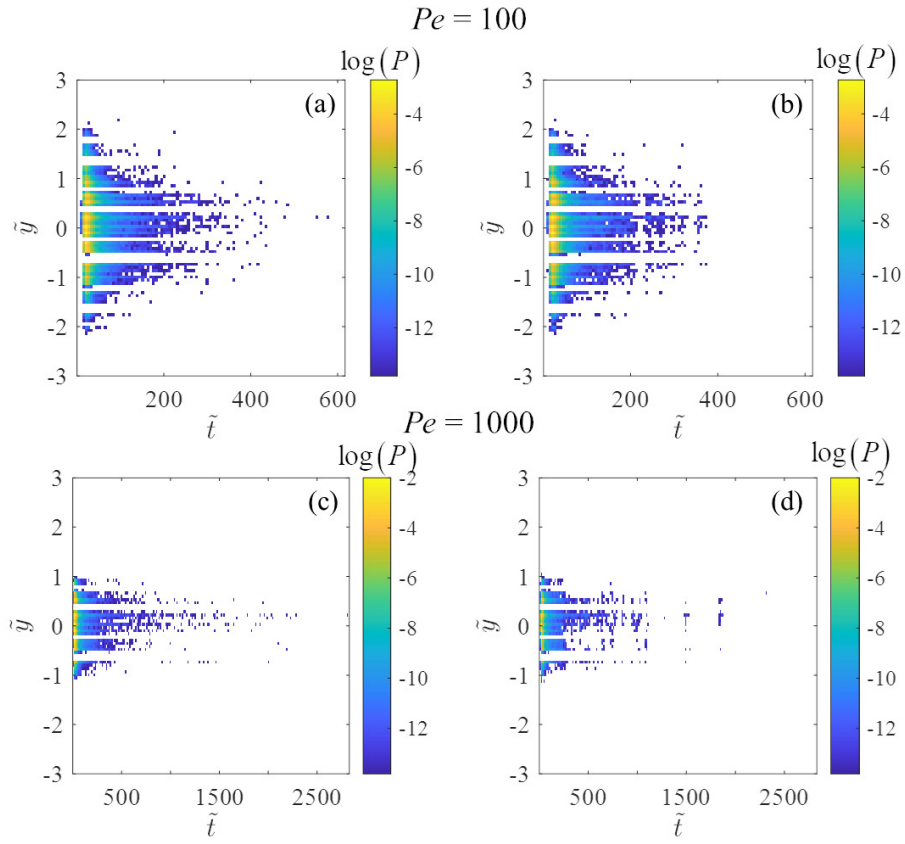 Pe = 100
log(P) log(P)
3 (a) -4 3 (b) -4
2 2
-6 -6
1 1
ỹ 0 -8 ỹ 0 -8
-1 -10 -1 -10
-2 -12 -2 -12
-3 -3
200 400 600 200 400 600
t̃ t̃
Pe = 1000
log(P) log(P)
3 (c) -2 3 (d) -2
2 -4 2 -4
1 -6 1 -6
ỹ 0 -8 ỹ 0 -8
-1 -10 -1 -10
-2 -12 -2 -12
-3 -3
500 1500 2500 500 1500 2500
t̃ t̃